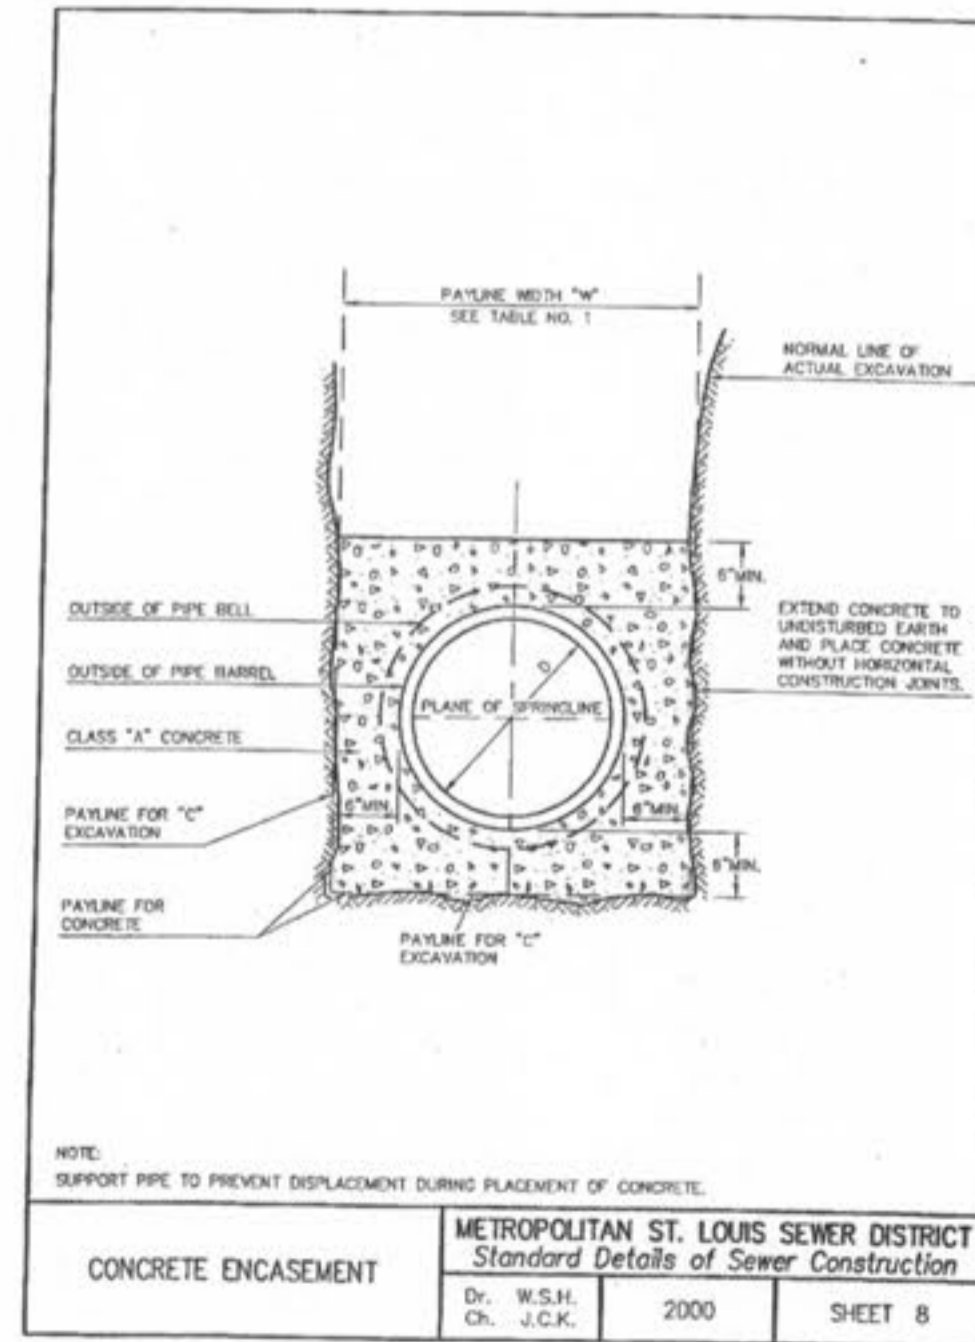 PAYLINE WIDTH "W"
SEE TABLE NO. 1
NORMAL LINE OF
ACTUAL EXCAVATION
6"MIN.
OUTSIDE OF PIPE BELL
OUTSIDE OF PIPE BARREL
CLASS "A" CONCRETE
PAYLINE FOR "C"
EXCAVATION
PAYLINE FOR
CONCRETE
D
PLANE OF SPRINGLINE
EXTEND CONCRETE TO
UNDISTURBED EARTH
AND PLACE CONCRETE
WITHOUT HORIZONTAL
CONSTRUCTION JOINTS.
6"MIN.
6"MIN.
6"MIN.
PAYLINE FOR "C"
EXCAVATION
NOTE:
SUPPORT PIPE TO PREVENT DISPLACEMENT DURING PLACEMENT OF CONCRETE.
CONCRETE ENCASEMENT
METROPOLITAN ST. LOUIS SEWER DISTRICT
Standard Details of Sewer Construction
Dr. W.S.H.
Ch. J.C.K.
2000
SHEET 8